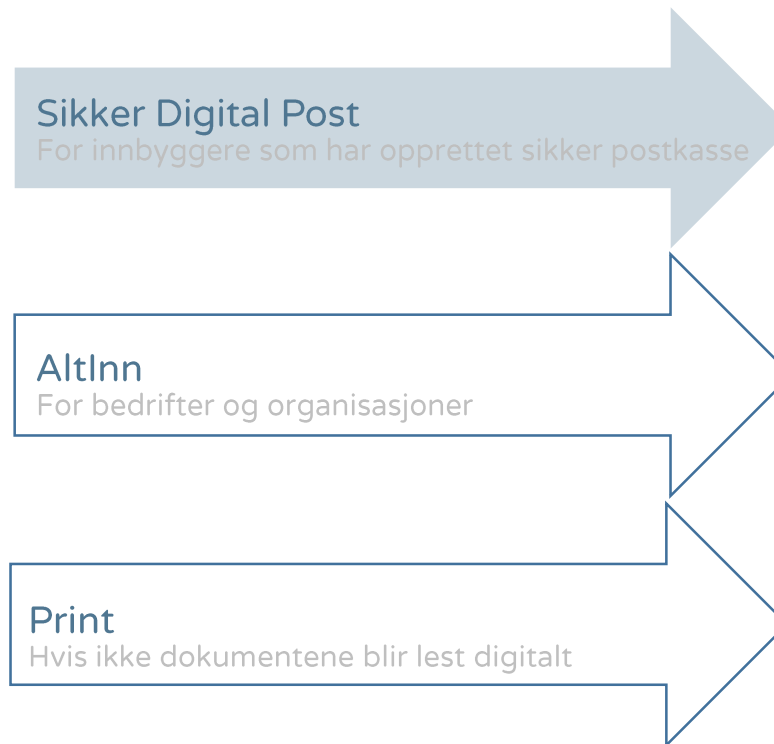 Sikker Digital Post
For innbyggere som har opprettet sikker postkasse
AltInn
For bedrifter og organisasjoner
Print
Hvis ikke dokumentene blir lest digitalt